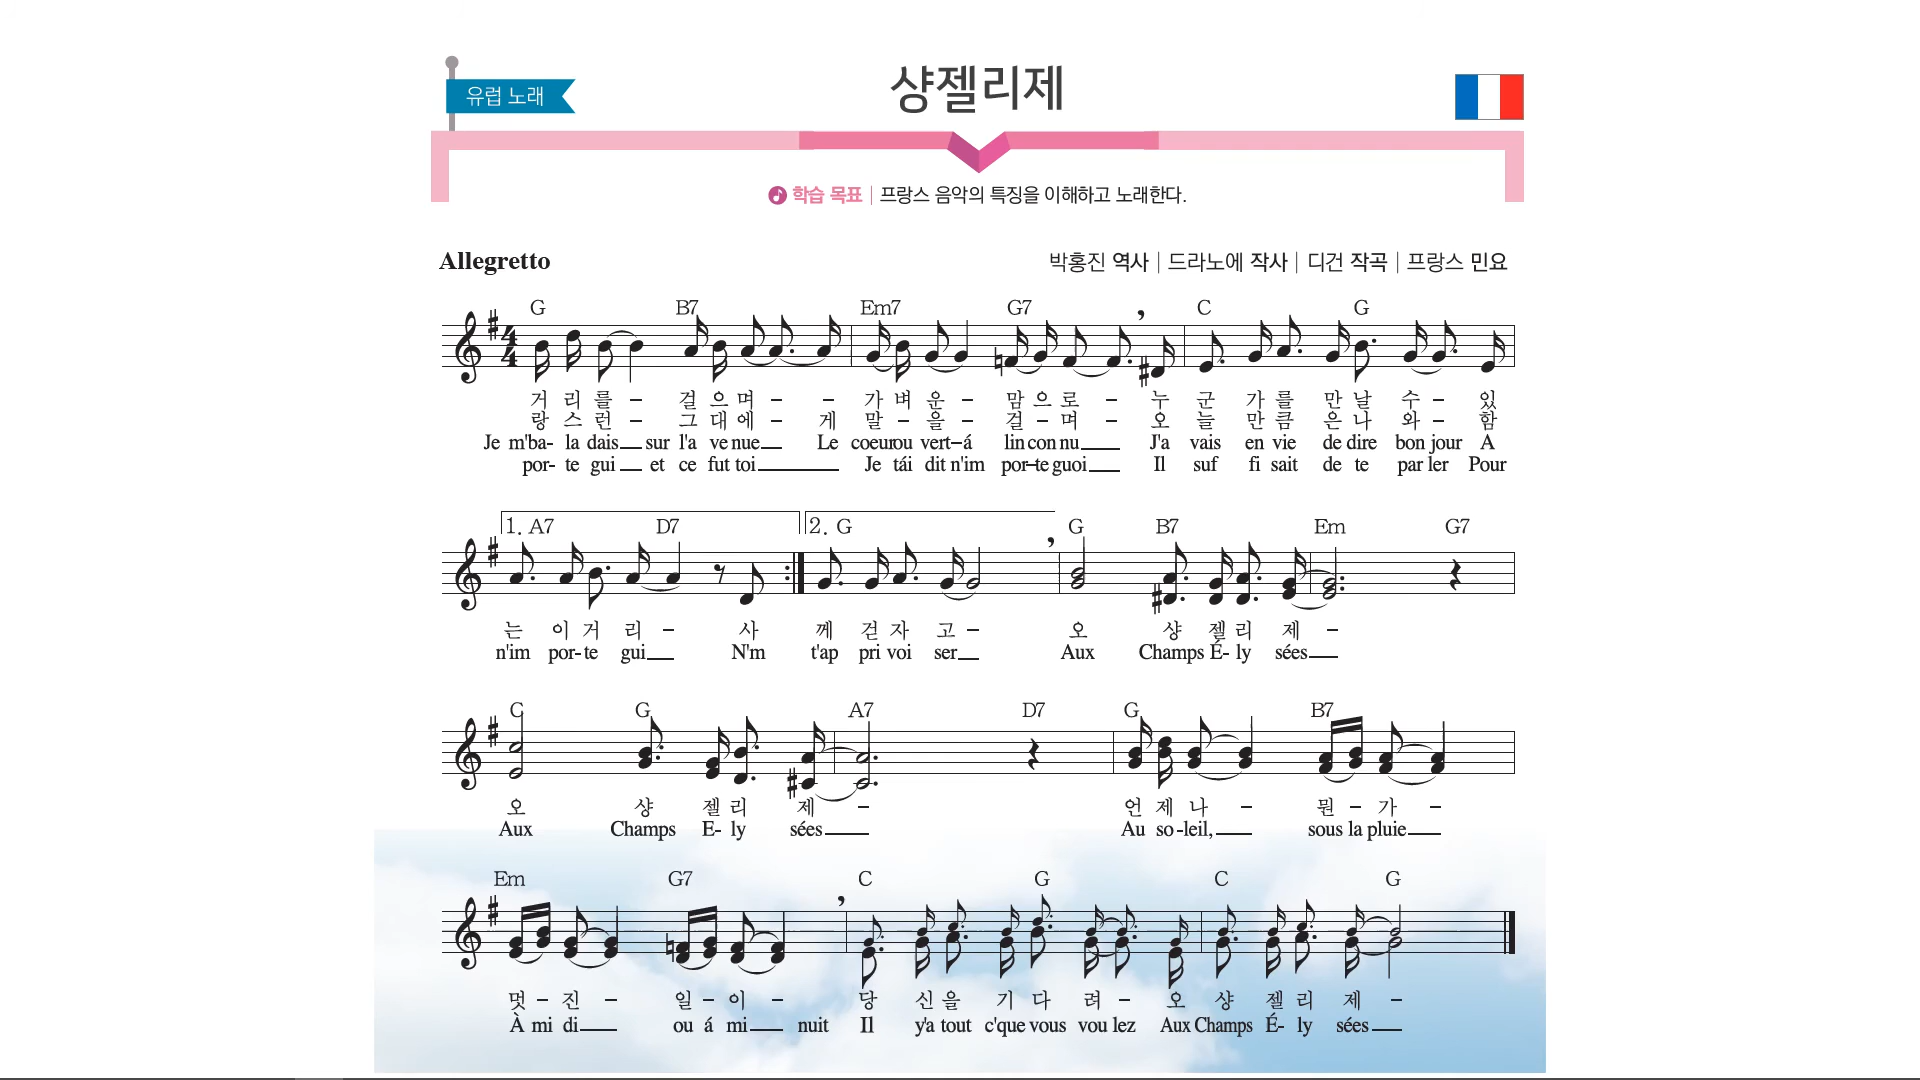 유럽 노래
샹젤리제
학습 목표 | 프랑스 음악의 특징을 이해하고 노래한다.
Allegretto
박홍진 역사 | 드라노에 작사 | 디건 작곡 | 프랑스 민요
G B7 Em7 G7 C G
거 리 를 – 걸 으 며 – – 가 벼 운 – 맘 으 로 – 누 군 가 를 만 날 수 – 있
랑 스 런 – 그 대 에 – 게 말 – 을 – 걸 – 며 – 오 늘 만 큼 은 나 와 – 함
Je m'ba- la dais sur l'a ve nue Le coeurou vert–á lin con nu J'a vais en vie de dire bon jour A
por- te gui et ce fut toi Je tái dit n'im por–te guoi Il suf fi sait de te par ler Pour
1. A7 D7 2. G G B7 Em G7
는 이 거 리 – 사 께 걷 자 고 – 오 샹 젤 리 제 –
n'im por- te gui N'm t'ap pri voi ser Aux Champs É- ly sées
C G A7 D7 G B7
오 샹 젤 리 제 – 언 제 나 – 뭔 – 가 –
Aux Champs E- ly sées Au so -leil, sous la pluie
Em G7 C G C G
멋 – 진 – 일 – 이 – 당 신 을 기 다 려 – 오 샹 젤 리 제 –
À mi di ou á mi nuit Il y'a tout c'que vous vou lez Aux Champs É- ly sées